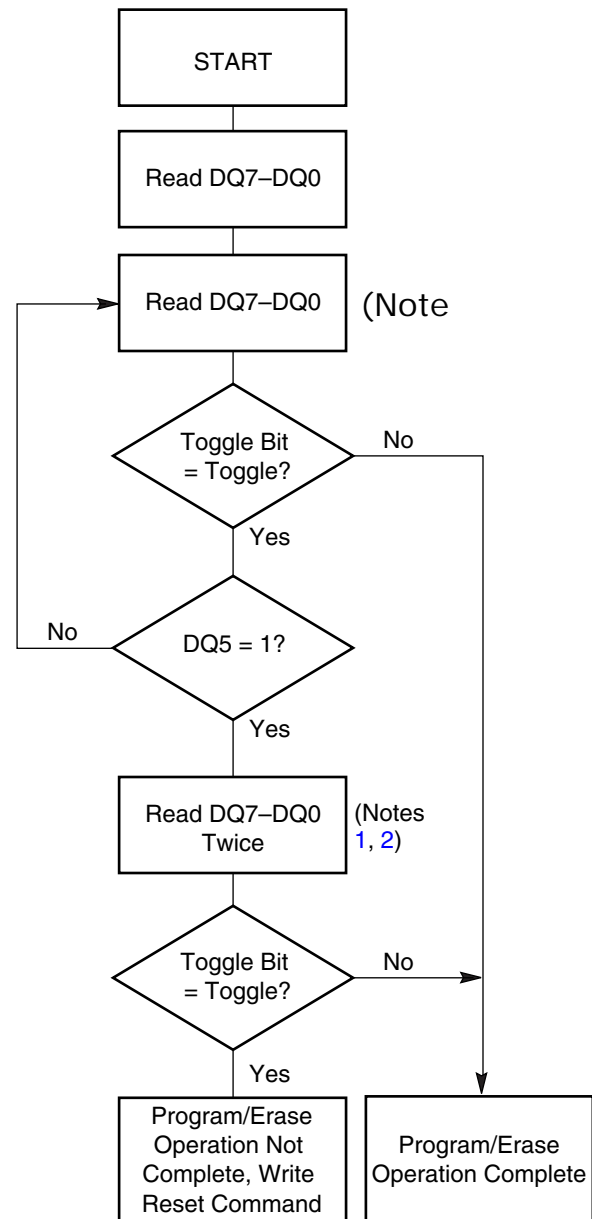 START
Read DQ7–DQ0
Read DQ7–DQ0
(Note
Toggle Bit
= Toggle?
No
Yes
No
DQ5 = 1?
Yes
Read DQ7–DQ0
Twice
(Notes
1, 2)
Toggle Bit
= Toggle?
No
Yes
Program/Erase
Operation Not
Complete, Write
Reset Command
Program/Erase
Operation Complete